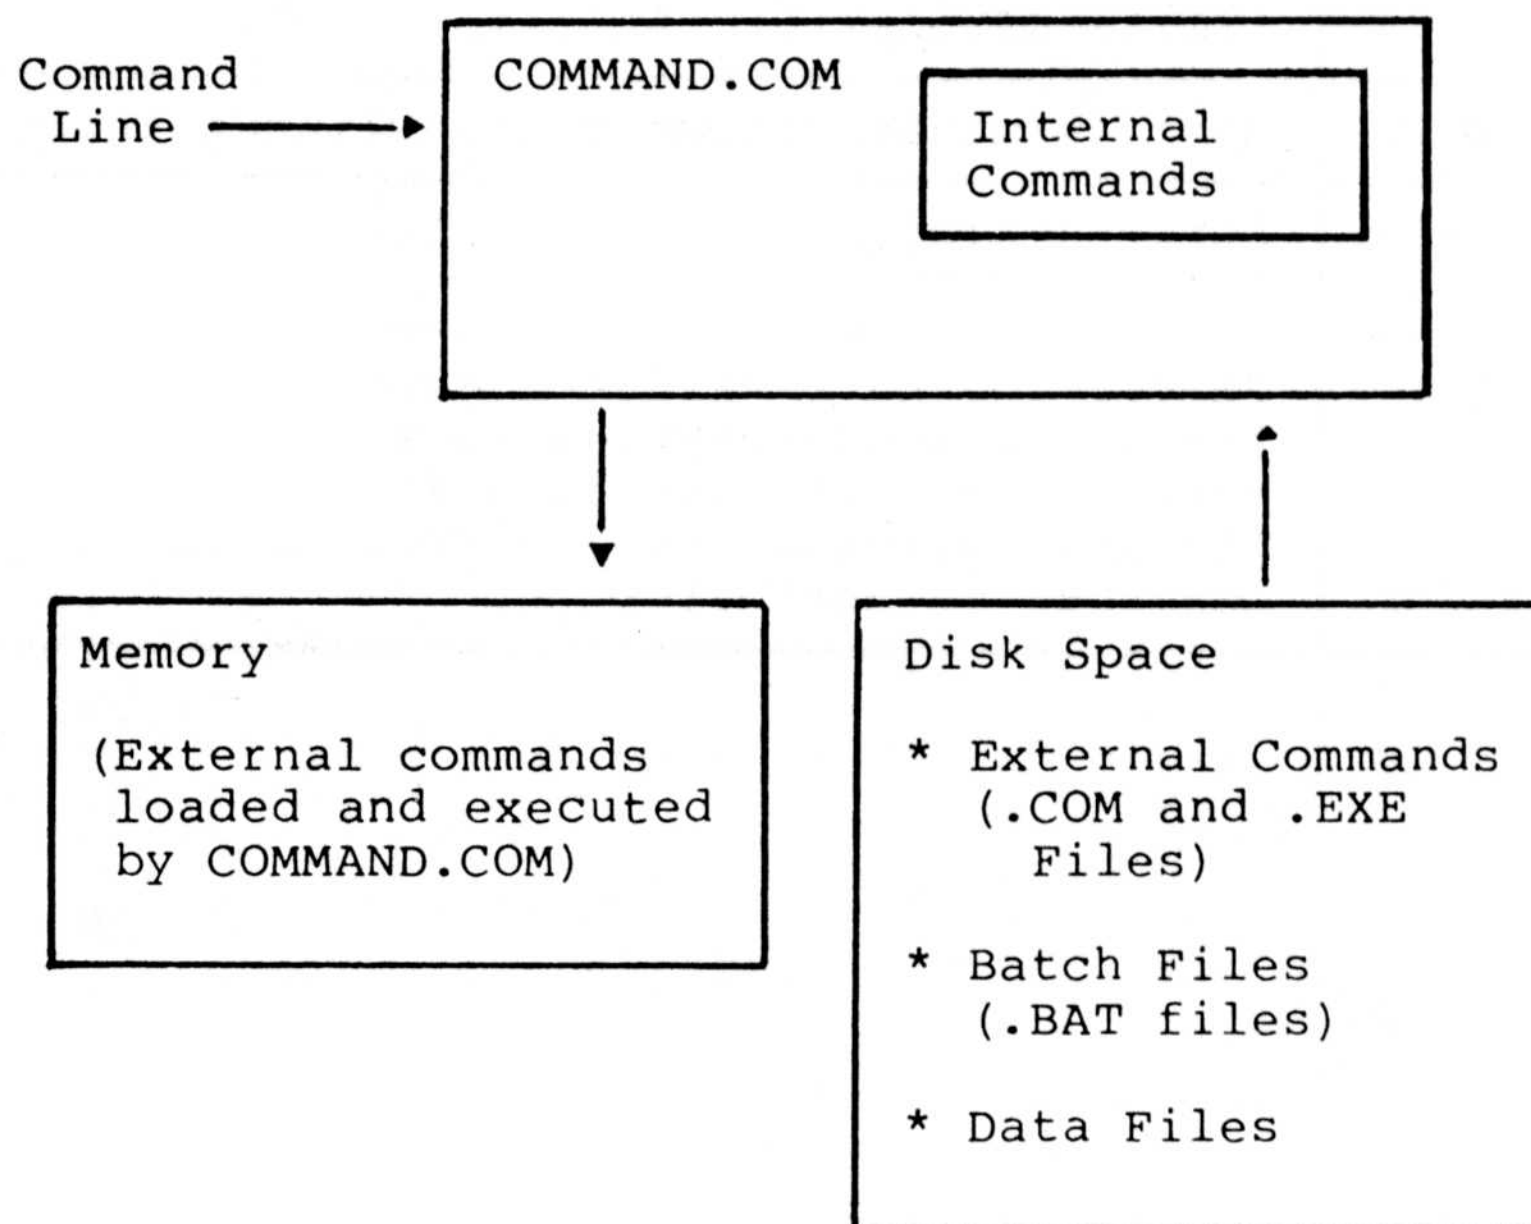 Command
Line
COMMAND.COM
Internal
Commands
Memory
(External commands
loaded and executed
by COMMAND.COM)
Disk Space
* External Commands
(.COM and .EXE
Files)
* Batch Files
(.BAT files)
* Data Files